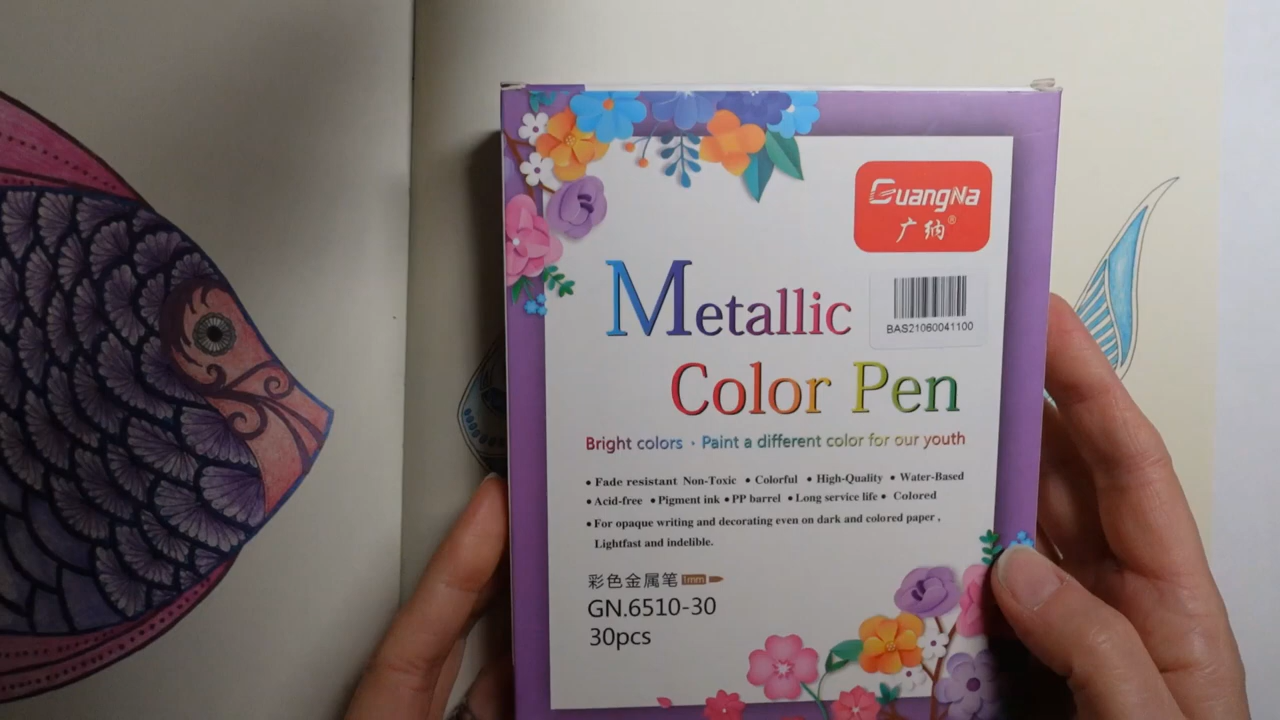 GuangNa
广纳®
Metallic
BAS21060041100
Color Pen
Bright colors · Paint a different color for our youth
• Fade resistant Non-Toxic • Colorful • High-Quality • Water-Based
• Acid-free • Pigment ink • PP barrel • Long service life • Colored
• For opaque writing and decorating even on dark and colored paper ,
Lightfast and indelible.
彩色金属笔 1mm
GN.6510-30
30pcs